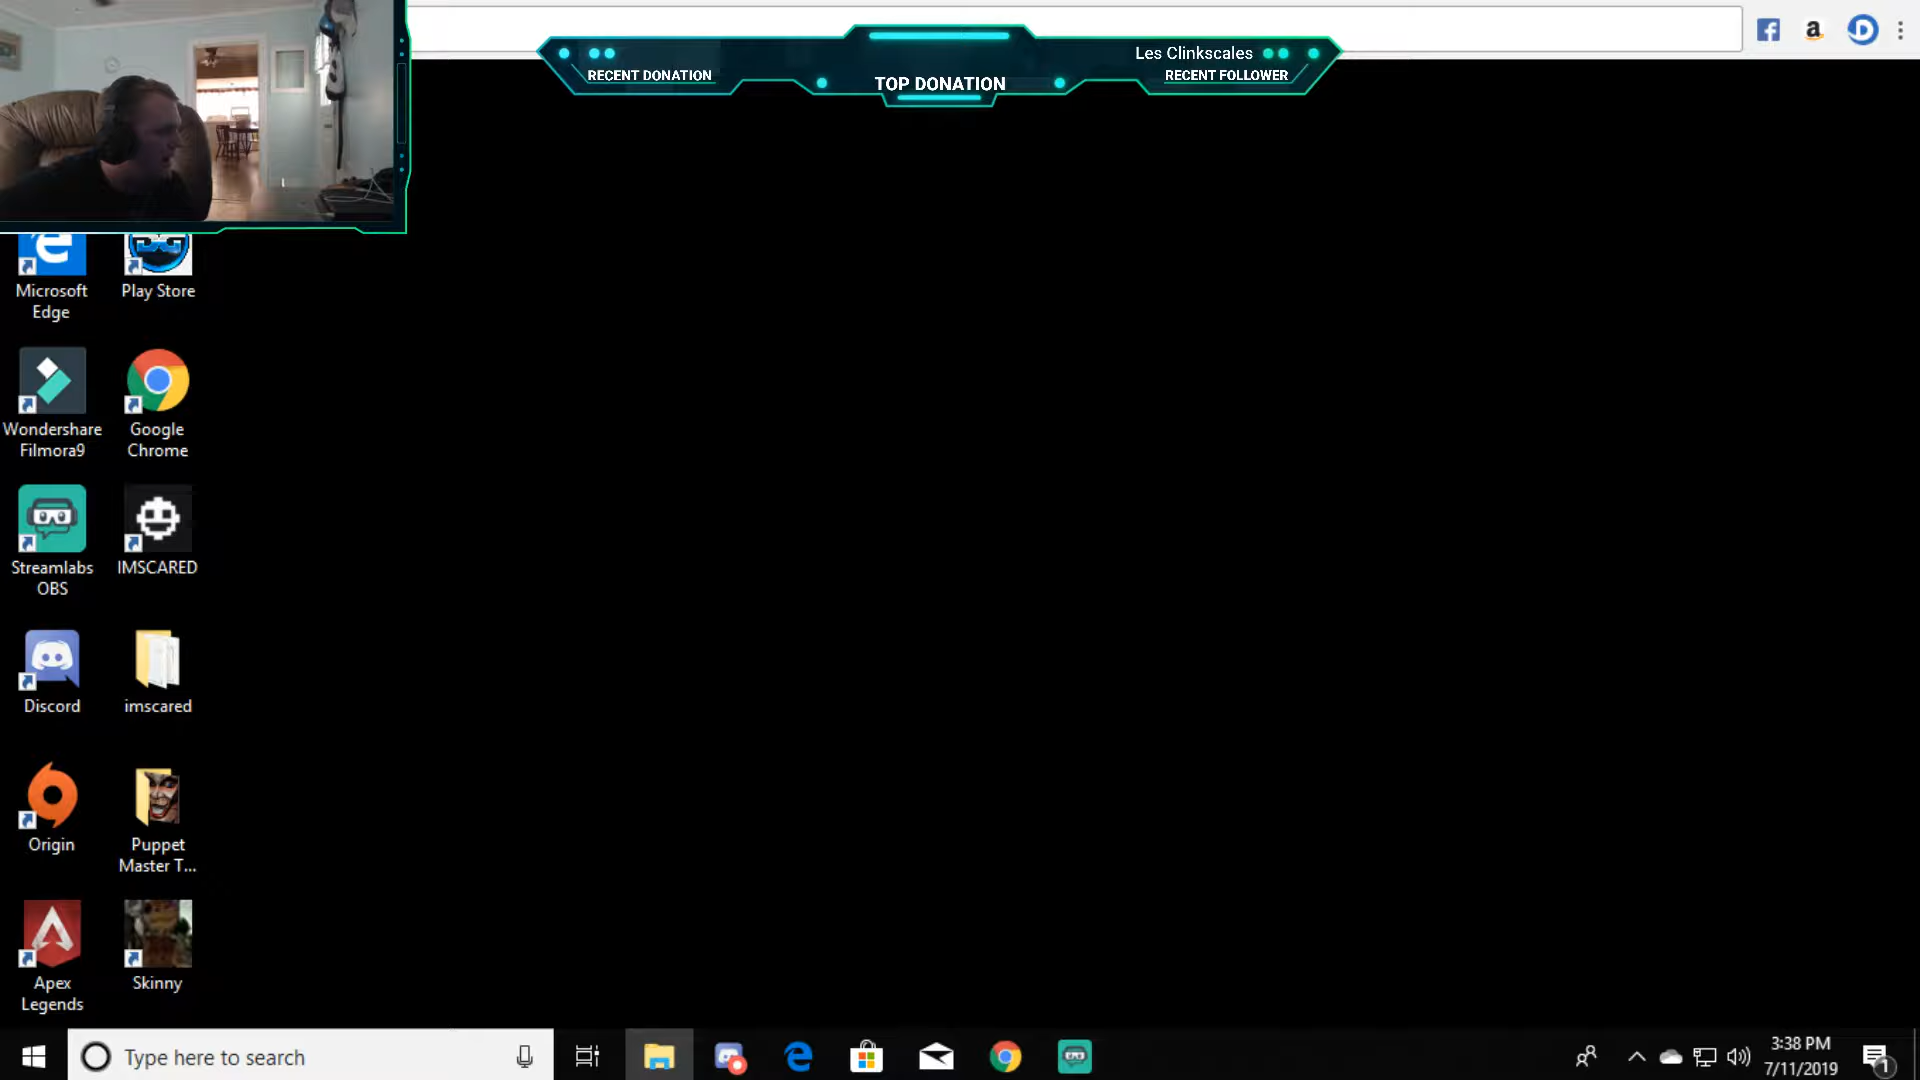 Les Clinkscales
RECENT DONATION
TOP DONATION
RECENT FOLLOWER
Microsoft
Edge
Play Store
Wondershare
Filmora9
Google
Chrome
Streamlabs
OBS
IMSCARED
Discord
imscared
Origin
Puppet
Master T...
Apex
Legends
Skinny
Type here to search
3:38 PM
7/11/2019
1